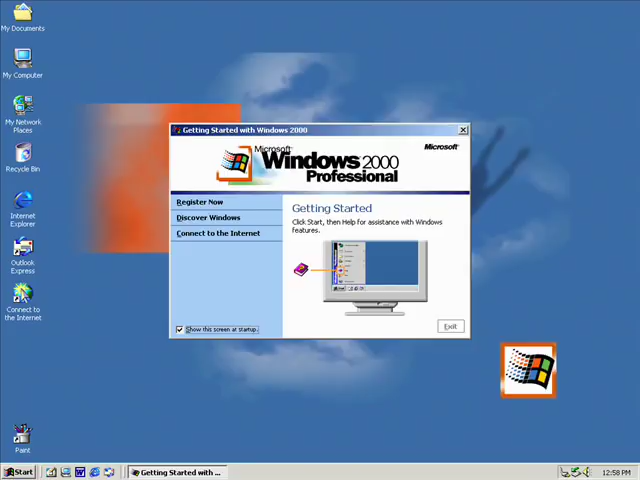 My Documents
My Computer
My Network
Places
Recycle Bin
Internet
Explorer
Outlook
Express
Connect to
the Internet
Paint
Getting Started with Windows 2000
Microsoft
Windows 2000
Professional
Microsoft
Register Now
Discover Windows
Connect to the Internet
Getting Started
Click Start, then Help for assistance with Windows
features.
Show this screen at startup.
Exit
Start
Getting Started with ...
12:58 PM